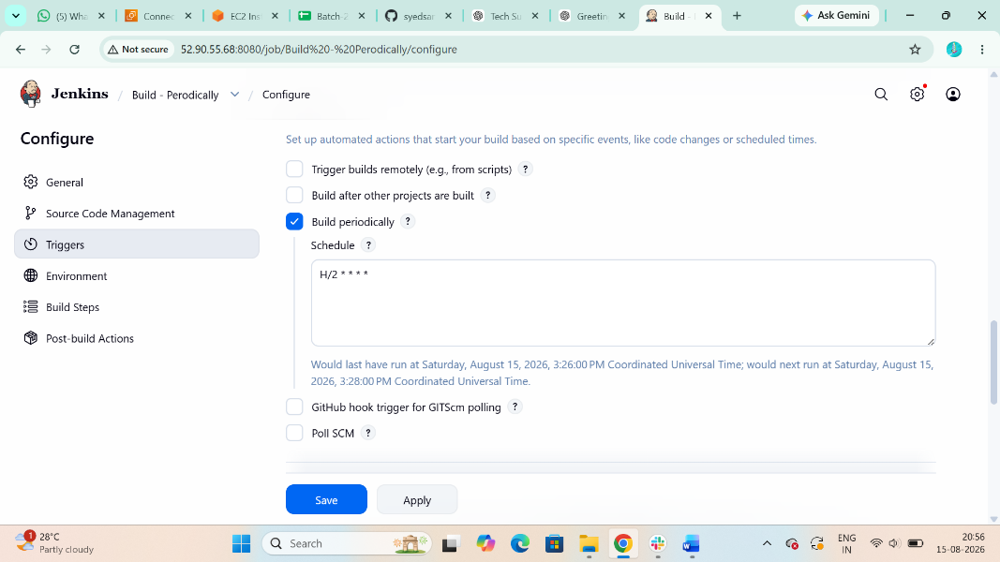 (5) Wha
Connec
EC2 Ins
Batch-2
syedsar
Tech Su
Greetin
Build -
Ask Gemini
Not secure
52.90.55.68:8080/job/Build%20-%20Perodically/configure
Jenkins / Build - Perodically / Configure
Configure
General
Source Code Management
Triggers
Environment
Build Steps
Post-build Actions
Set up automated actions that start your build based on specific events, like code changes or scheduled times.
Trigger builds remotely (e.g., from scripts) ?
Build after other projects are built ?
Build periodically ?
Schedule ?
H/2 * * * *
Would last have run at Saturday, August 15, 2026, 3:26:00 PM Coordinated Universal Time; would next run at Saturday, August 15,
2026, 3:28:00 PM Coordinated Universal Time.
GitHub hook trigger for GITScm polling ?
Poll SCM ?
Save
Apply
1
28°C
Partly cloudy
Search
ENG
IN
20:56
15-08-2026